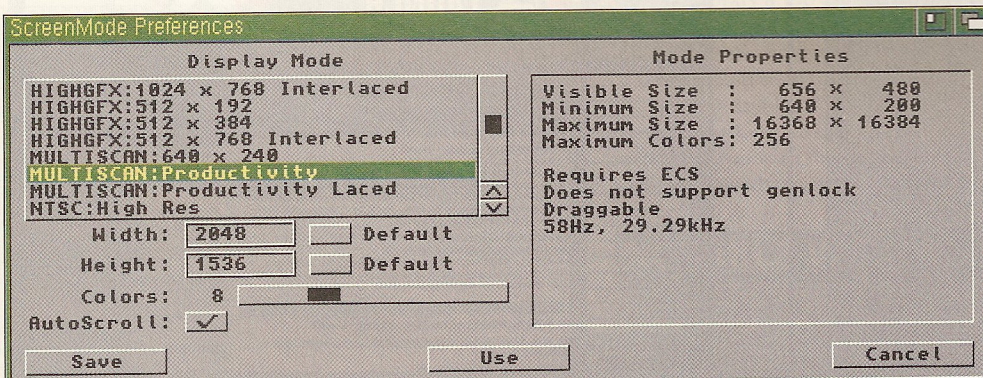 ScreenMode Preferences
Display Mode
HIGHGFX:1024 x 768 Interlaced
HIGHGFX:512 x 192
HIGHGFX:512 x 384
HIGHGFX:512 x 768 Interlaced
MULTISCAN:640 x 240
MULTISCAN:Productivity
MULTISCAN:Productivity Laced
NTSC:High Res
Width: 2048 Default
Height: 1536 Default
Colors: 8
AutoScroll:
Mode Properties
Visible Size : 656 x 480
Minimum Size : 640 x 200
Maximum Size : 16368 x 16384
Maximum Colors: 256
Requires ECS
Does not support genlock
Draggable
58Hz, 29.29kHz
Save
Use
Cancel